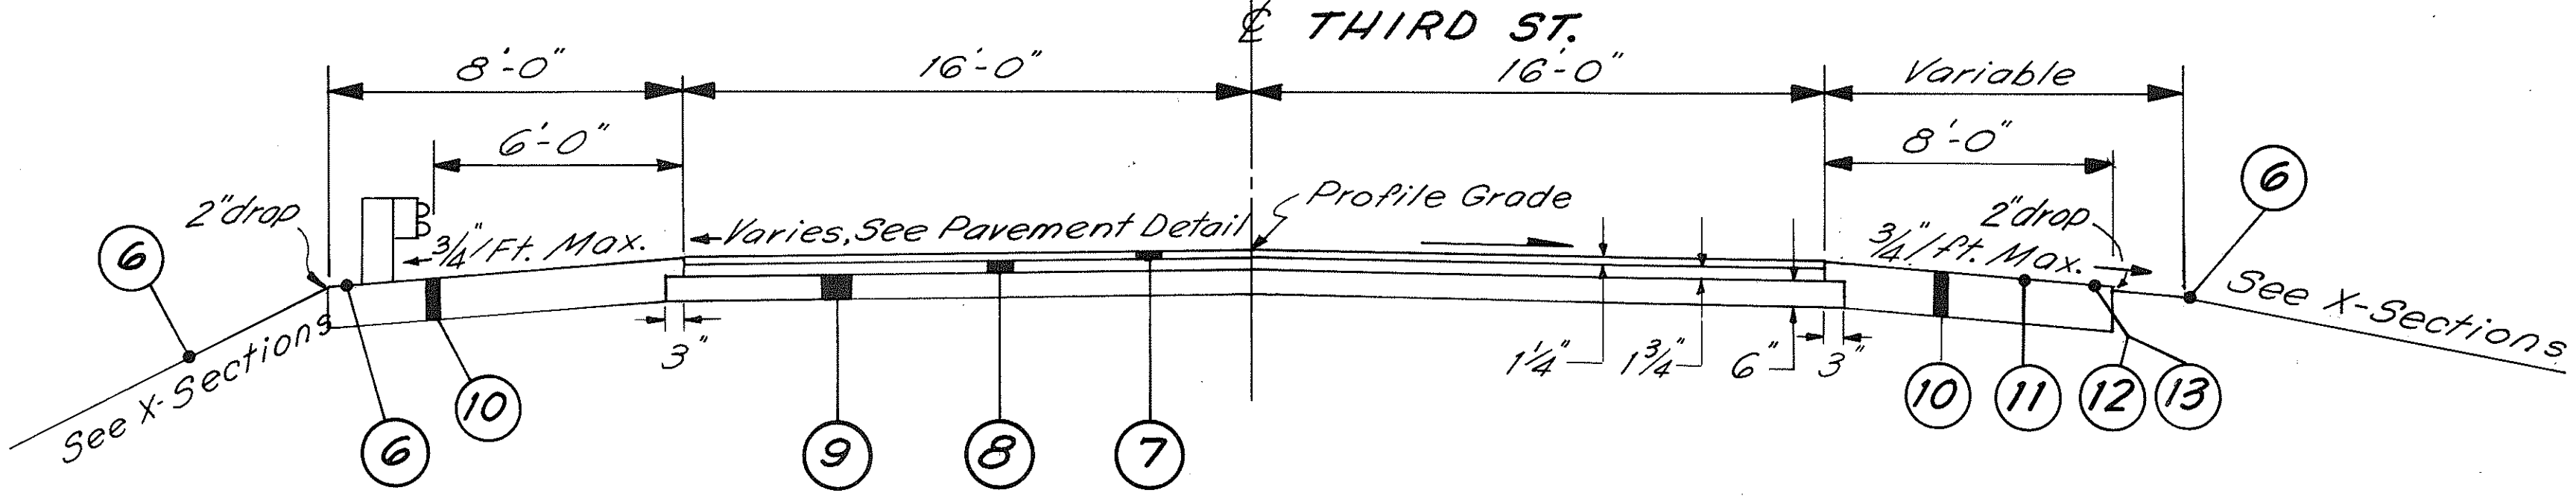 ℄ THIRD ST.
8'-0" 16'-0" 16'-0" Variable
6'-0" 8'-0"
6
2" drop Profile Grade 2" drop
6 3/4"/Ft. Max. Varies, See Pavement Detail 3/4"/ft. Max.
See X-Sections See X-Sections
3" 1 1/4" 1 3/4" 6" 3"
10 10 11 12 13
6 9 8 7